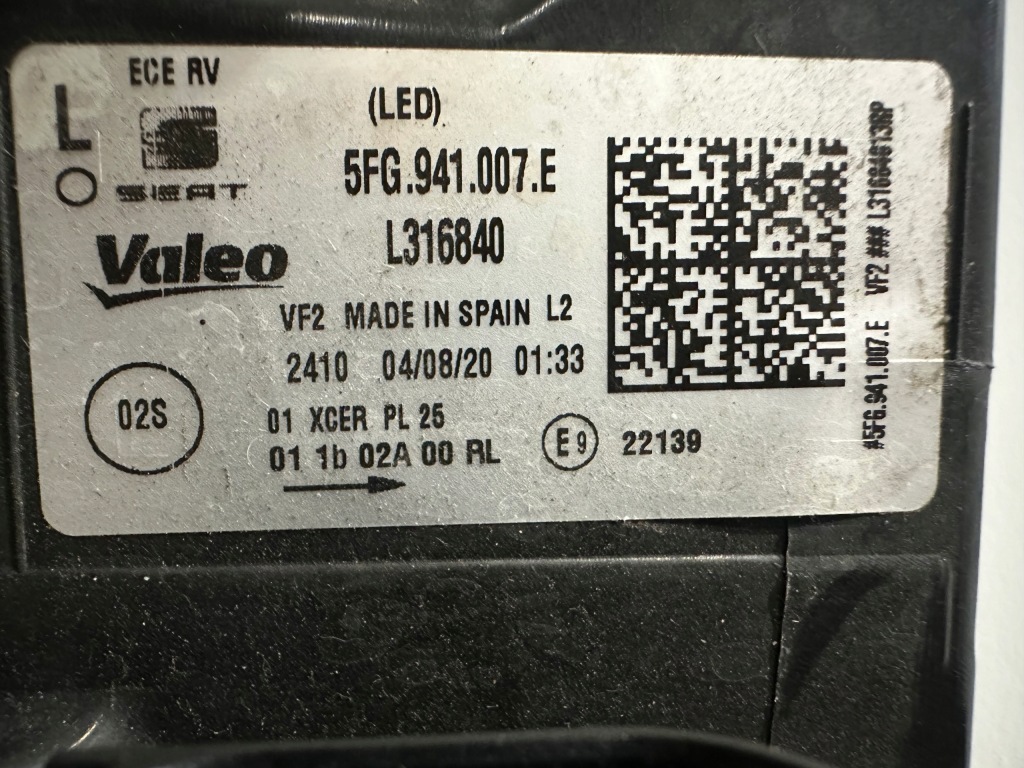 L
O
ECE RV
SEAT
(LED)
5FG.941.007.E
L316840
Valeo
VF2 MADE IN SPAIN L2
2410 04/08/20 01:33
02S
01 XCER PL 25
01 1b 02A 00 RL
E9 22139
#5FG.941.007.E VF2 ###